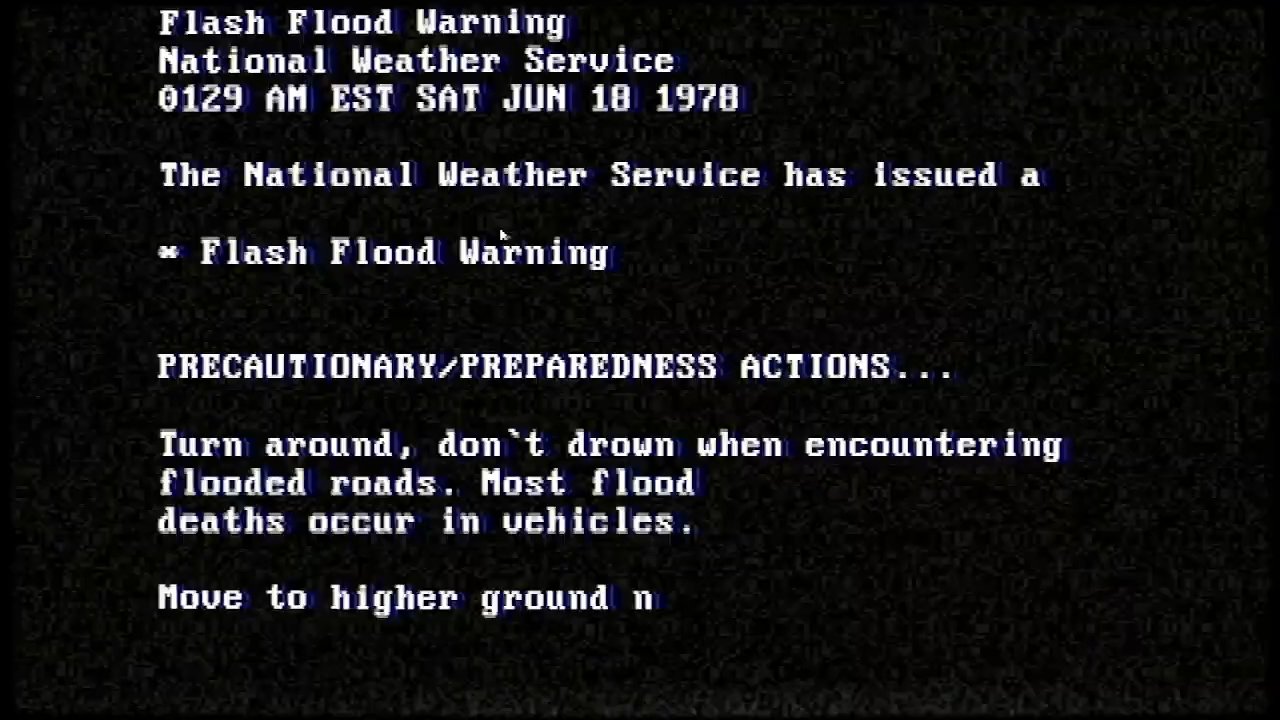 Flash Flood Warning
National Weather Service
0129 AM EST SAT JUN 18 1978
The National Weather Service has issued a
* Flash Flood Warning
PRECAUTIONARY/PREPAREDNESS ACTIONS...
Turn around, don`t drown when encountering
flooded roads. Most flood
deaths occur in vehicles.
Move to higher ground n